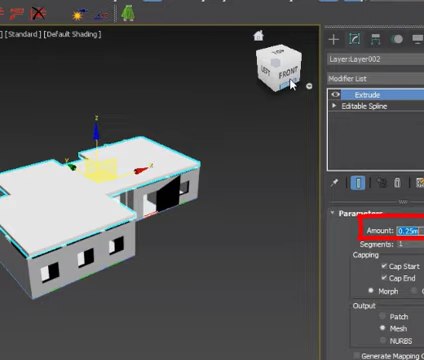 ] [Standard] [Default Shading]
TOP
LEFT
FRONT
z
y
x
Layer:Layer002
Modifier List
Extrude
Editable Spline
Parameters
Amount: 0.25m
Segments: 1
Capping
Cap Start
Cap End
Morph
Output
Patch
Mesh
NURBS
Generate Mapping C